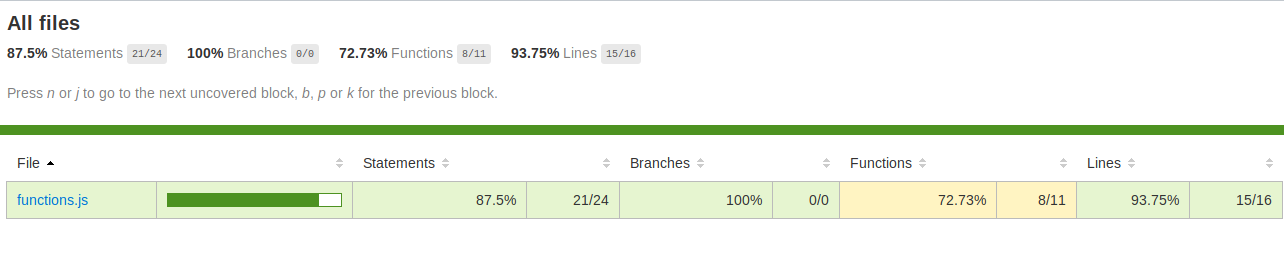 All files
87.5% Statements 21/24 100% Branches 0/0 72.73% Functions 8/11 93.75% Lines 15/16
Press n or j to go to the next uncovered block, b, p or k for the previous block.
File Statements Branches Functions Lines
functions.js 87.5% 21/24 100% 0/0 72.73% 8/11 93.75% 15/16